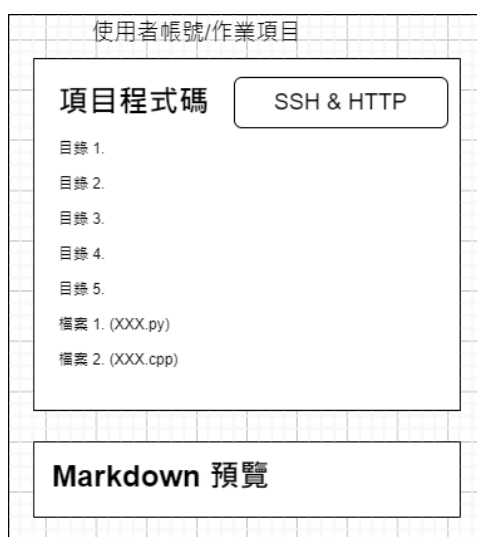 使用者帳號/作業項目
項目程式碼
SSH & HTTP
目錄 1.
目錄 2.
目錄 3.
目錄 4.
目錄 5.
檔案 1. (XXX.py)
檔案 2. (XXX.cpp)
Markdown 預覽